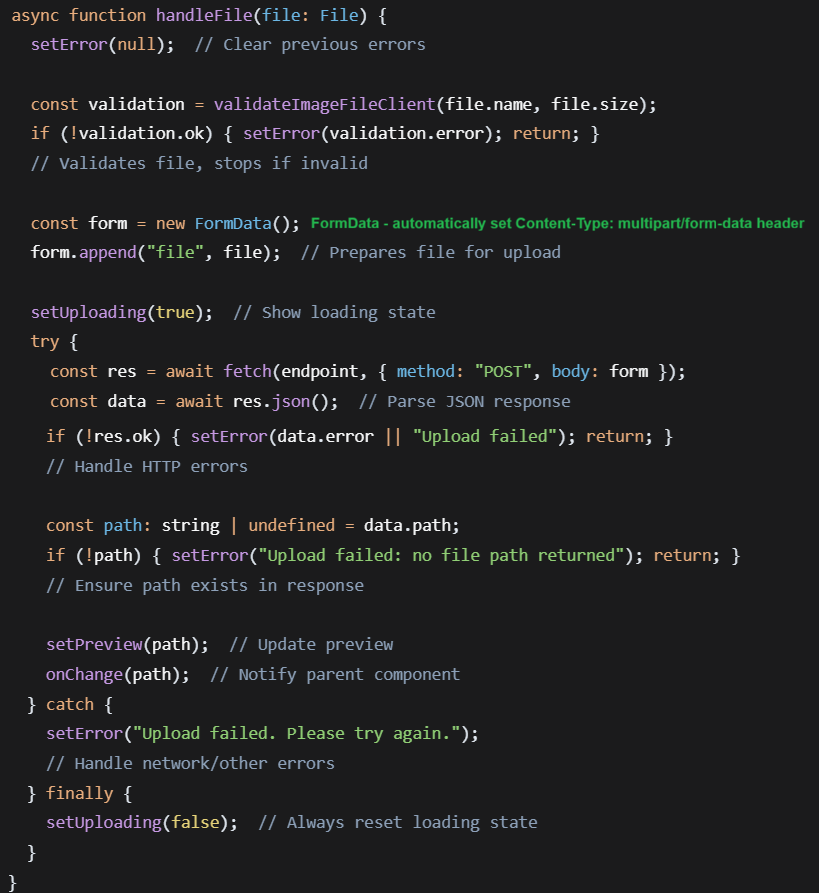 async function handleFile(file: File) {
setError(null);  // Clear previous errors
const validation = validateImageFileClient(file.name, file.size);
if (!validation.ok) { setError(validation.error); return; }
// Validates file, stops if invalid
const form = new FormData(); FormData - automatically set Content-Type: multipart/form-data header
form.append("file", file);  // Prepares file for upload
setUploading(true);  // Show loading state
try {
const res = await fetch(endpoint, { method: "POST", body: form });
const data = await res.json();  // Parse JSON response
if (!res.ok) { setError(data.error || "Upload failed"); return; }
// Handle HTTP errors
const path: string | undefined = data.path;
if (!path) { setError("Upload failed: no file path returned"); return; }
// Ensure path exists in response
setPreview(path);  // Update preview
onChange(path);  // Notify parent component
} catch {
setError("Upload failed. Please try again.");
// Handle network/other errors
} finally {
setUploading(false);  // Always reset loading state
}
}